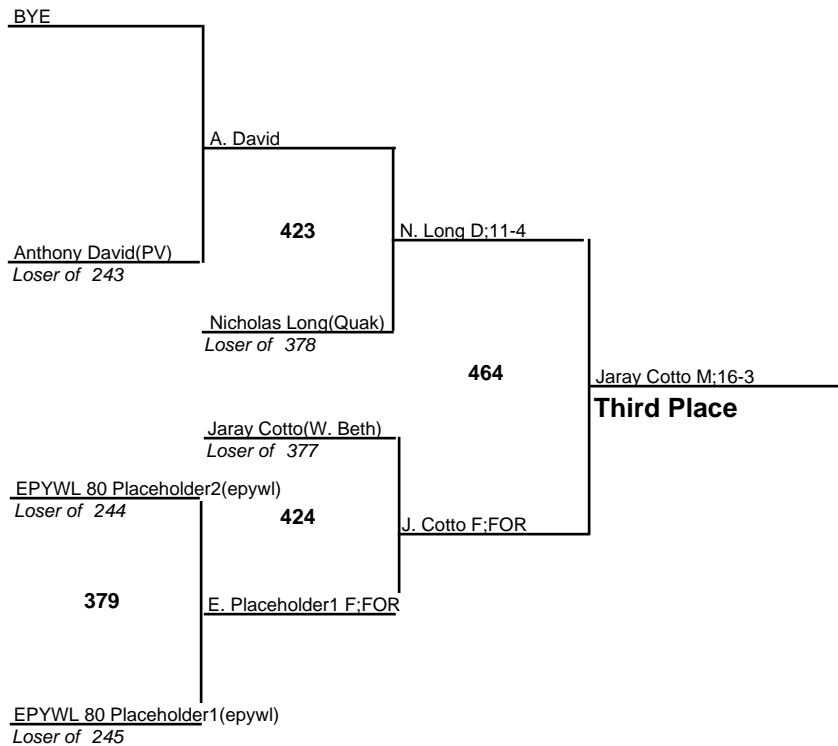 BYE
A. David
423
N. Long D;11-4
Anthony David(PV)
Loser of 243
Nicholas Long(Quak)
Loser of 378
464
Jaray Cotto M;16-3
Third Place
Jaray Cotto(W. Beth)
Loser of 377
EPYWL 80 Placeholder2(epywl)
Loser of 244
424
J. Cotto F;FOR
379
E. Placeholder1 F;FOR
EPYWL 80 Placeholder1(epywl)
Loser of 245